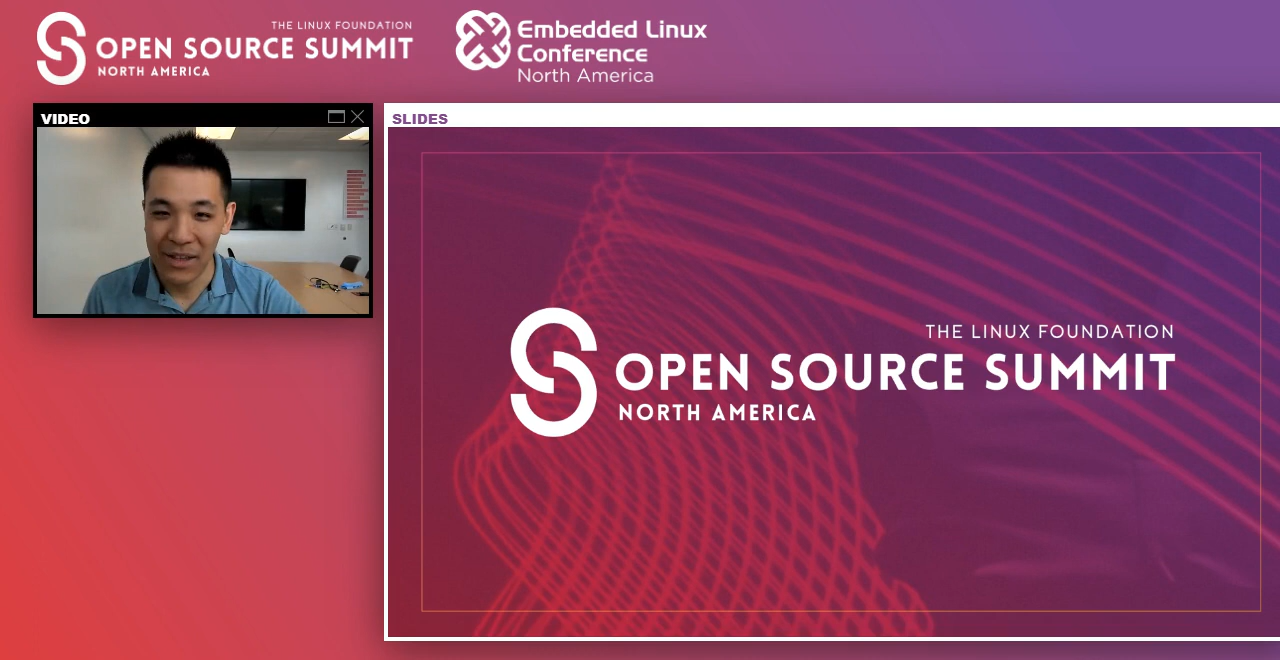 THE LINUX FOUNDATION
OPEN SOURCE SUMMIT
NORTH AMERICA
Embedded Linux
Conference
North America
VIDEO
SLIDES
THE LINUX FOUNDATION
OPEN SOURCE SUMMIT
NORTH AMERICA